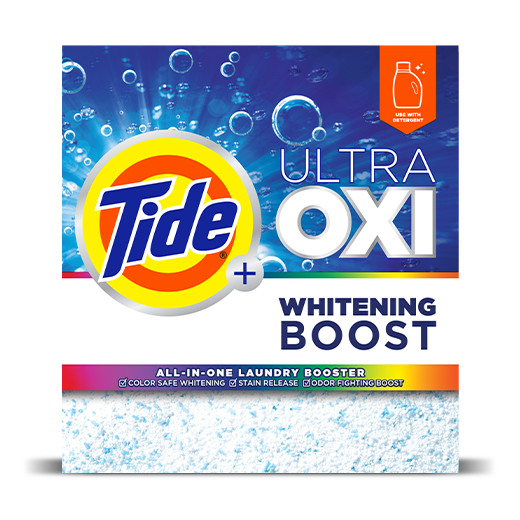 USE WITH
DETERGENT
ULTRA
OXI
Tide®
+
WHITENING
BOOST
ALL-IN-ONE LAUNDRY BOOSTER
☑ COLOR SAFE WHITENING ☑ STAIN RELEASE ☑ ODOR FIGHTING BOOST